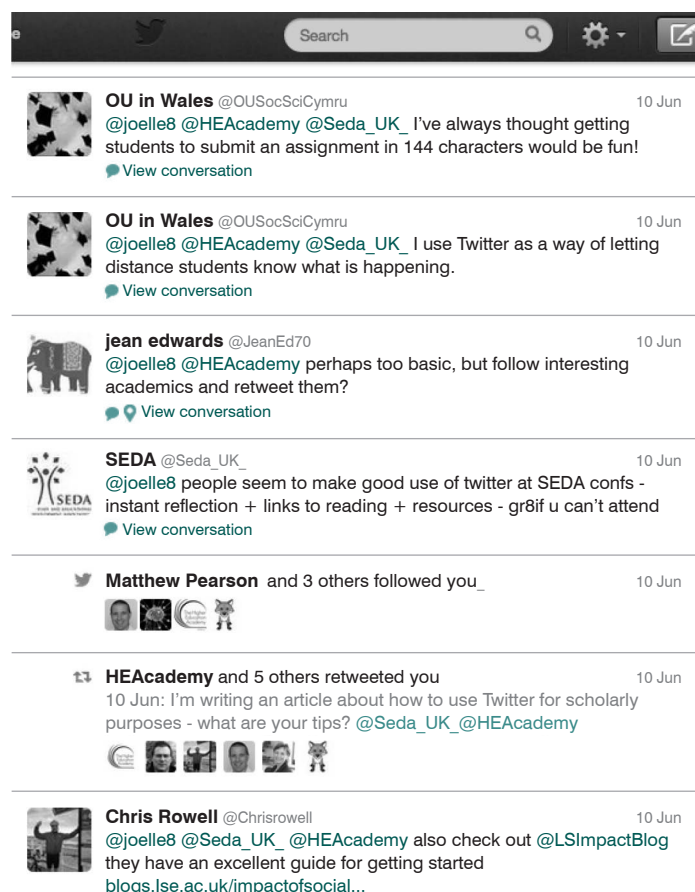 e
Search
OU in Wales @OUSocSciCymru 10 Jun
@joelle8 @HEAcademy @Seda_UK_ I've always thought getting
students to submit an assignment in 144 characters would be fun!
View conversation
OU in Wales @OUSocSciCymru 10 Jun
@joelle8 @HEAcademy @Seda_UK_ I use Twitter as a way of letting
distance students know what is happening.
View conversation
jean edwards @JeanEd70 10 Jun
@joelle8 @HEAcademy perhaps too basic, but follow interesting
academics and retweet them?
View conversation
SEDA @Seda_UK_ 10 Jun
@joelle8 people seem to make good use of twitter at SEDA confs -
instant reflection + links to reading + resources - gr8if u can't attend
SEDA
View conversation
Matthew Pearson and 3 others followed you_ 10 Jun
The Higher
Education
Academy
HEAcademy and 5 others retweeted you 10 Jun
10 Jun: I'm writing an article about how to use Twitter for scholarly
purposes - what are your tips? @Seda_UK_@HEAcademy
Chris Rowell @Chrisrowell 10 Jun
@joelle8 @Seda_UK_ @HEAcademy also check out @LSImpactBlog
they have an excellent guide for getting started
blogs.lse.ac.uk/impactofsocial...